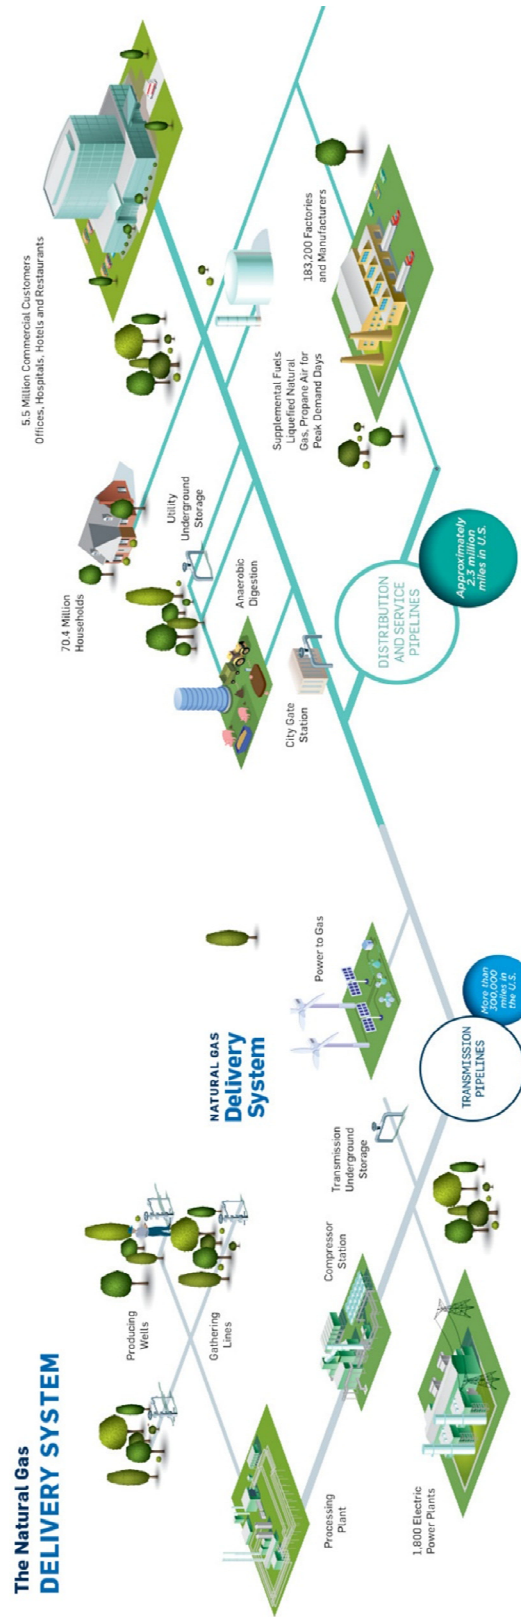 The Natural Gas
DELIVERY SYSTEM
Producing
Wells
Gathering
Lines
Processing
Plant
Compressor
Station
1,800 Electric
Power Plants
Transmission
Underground
Storage
TRANSMISSION
PIPELINES
More than
300,000
miles in
the U.S.
NATURAL GAS
Delivery
System
Power to Gas
City Gate
Station
Anaerobic
Digestion
Utility
Underground
Storage
70.4 Million
Households
5.5 Million Commercial Customers
Offices, Hospitals, Hotels and Restaurants
Supplemental Fuels
Liquefied Natural
Gas, Propane Air for
Peak Demand Days
183,200 Factories
and Manufacturers
DISTRIBUTION
AND SERVICE
PIPELINES
Approximately
2.3 million
miles in U.S.